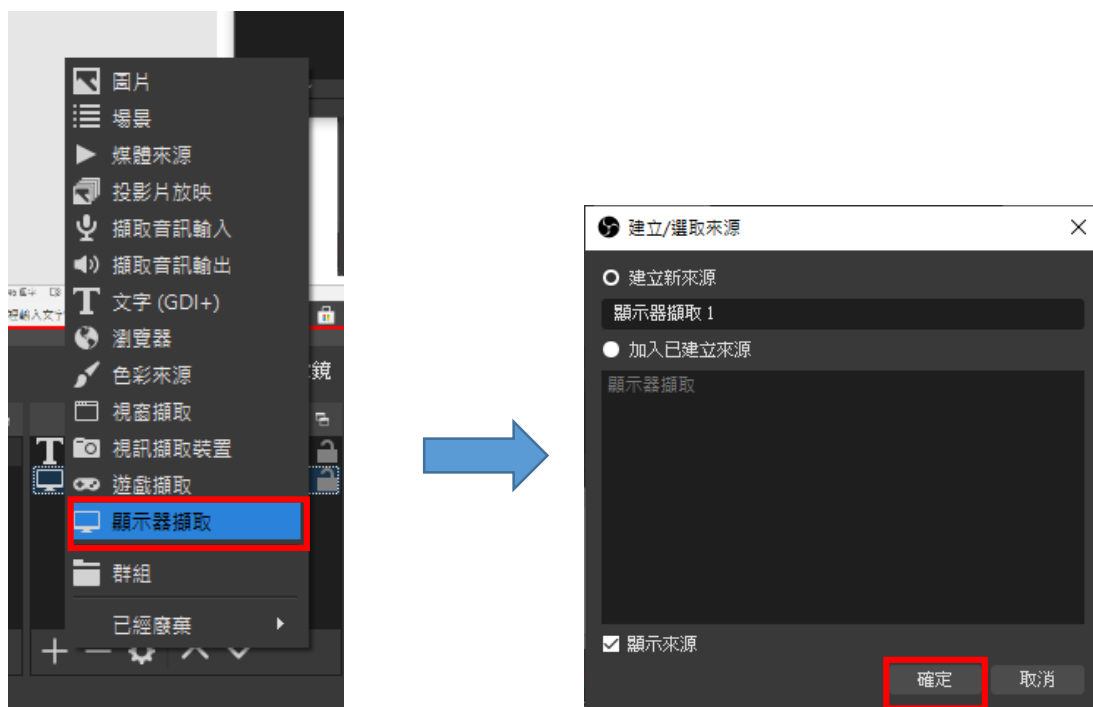 圖片
場景
媒體來源
投影片放映
擷取音訊輸入
擷取音訊輸出
文字 (GDI+)
瀏覽器
色彩來源
鏡
視窗擷取
視訊擷取裝置
遊戲擷取
顯示器擷取
群組
已經廢棄
建立/選取來源
建立新來源
顯示器擷取 1
加入已建立來源
顯示器擷取
顯示來源
確定 取消